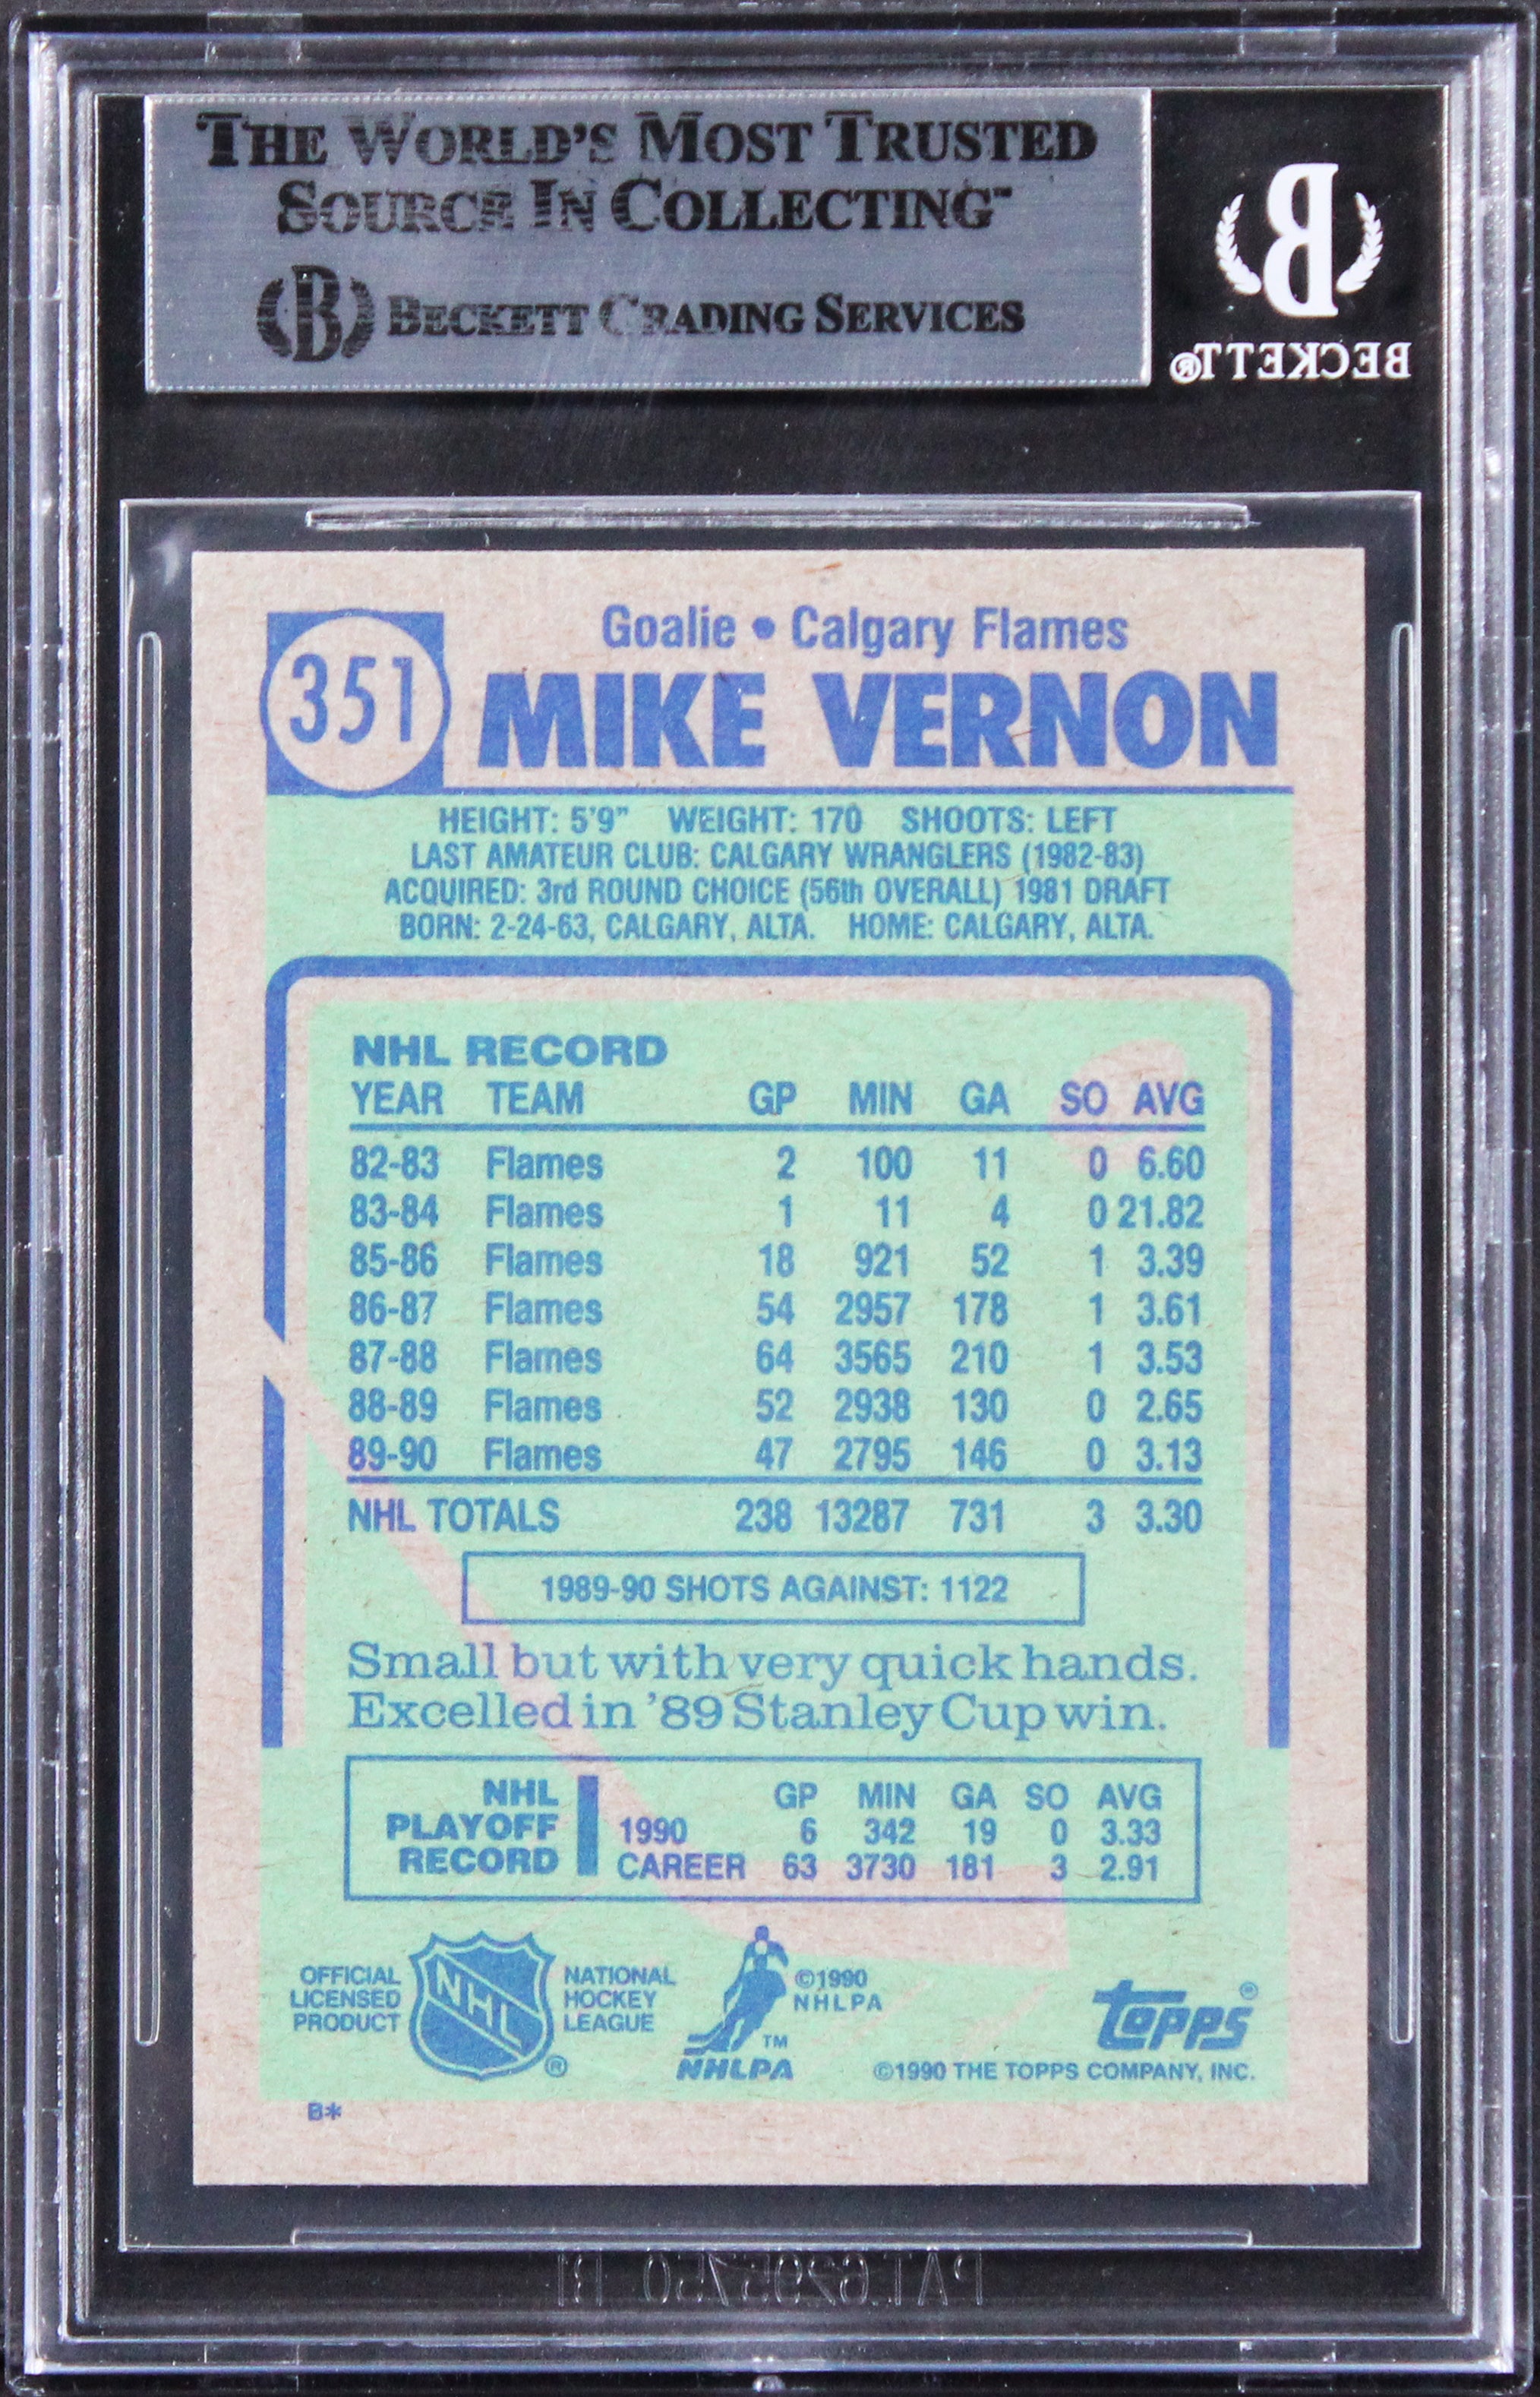 THE WORLD'S MOST TRUSTED
SOURCE IN COLLECTING™
B BECKETT GRADING SERVICES
B
BECKETT®
351
Goalie • Calgary Flames
MIKE VERNON
HEIGHT: 5'9" WEIGHT: 170 SHOOTS: LEFT
LAST AMATEUR CLUB: CALGARY WRANGLERS (1982-83)
ACQUIRED: 3rd ROUND CHOICE (56th OVERALL) 1981 DRAFT
BORN: 2-24-63, CALGARY, ALTA. HOME: CALGARY, ALTA.
NHL RECORD
YEAR TEAM GP MIN GA SO AVG
82-83 Flames 2 100 11 0 6.60
83-84 Flames 1 11 4 0 21.82
85-86 Flames 18 921 52 1 3.39
86-87 Flames 54 2957 178 1 3.61
87-88 Flames 64 3565 210 1 3.53
88-89 Flames 52 2938 130 0 2.65
89-90 Flames 47 2795 146 0 3.13
NHL TOTALS 238 13287 731 3 3.30
1989-90 SHOTS AGAINST: 1122
Small but with very quick hands.
Excelled in '89 Stanley Cup win.
NHL PLAYOFF RECORD
GP MIN GA SO AVG
1990 6 342 19 0 3.33
CAREER 63 3730 181 3 2.91
OFFICIAL
LICENSED
PRODUCT
NHL
®
NATIONAL
HOCKEY
LEAGUE
©1990
NHLPA
TM
NHLPA
Topps®
©1990 THE TOPPS COMPANY, INC.
B*